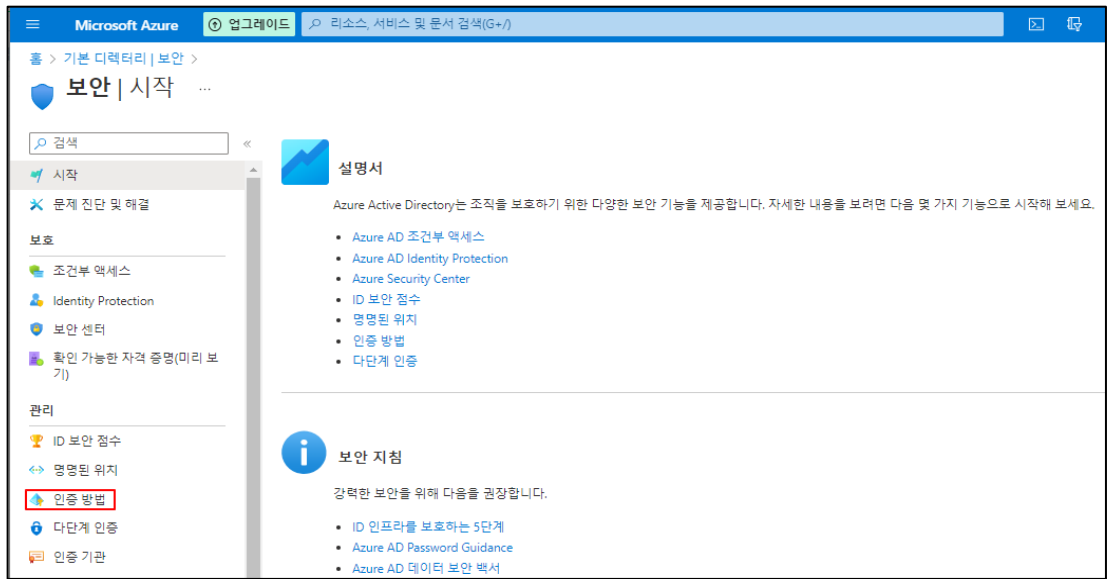 Microsoft Azure
업그레이드
리소스, 서비스 및 문서 검색(G+/)
홈 > 기본 디렉터리 | 보안 >
보안 | 시작 ...
검색
«
시작
문제 진단 및 해결
보호
조건부 액세스
Identity Protection
보안 센터
확인 가능한 자격 증명(미리 보
기)
관리
ID 보안 점수
명명된 위치
인증 방법
다단계 인증
인증 기관
설명서
Azure Active Directory는 조직을 보호하기 위한 다양한 보안 기능을 제공합니다. 자세한 내용을 보려면 다음 몇 가지 기능으로 시작해 보세요.
• Azure AD 조건부 액세스
• Azure AD Identity Protection
• Azure Security Center
• ID 보안 점수
• 명명된 위치
• 인증 방법
• 다단계 인증
보안 지침
강력한 보안을 위해 다음을 권장합니다.
• ID 인프라를 보호하는 5단계
• Azure AD Password Guidance
• Azure AD 데이터 보안 백서